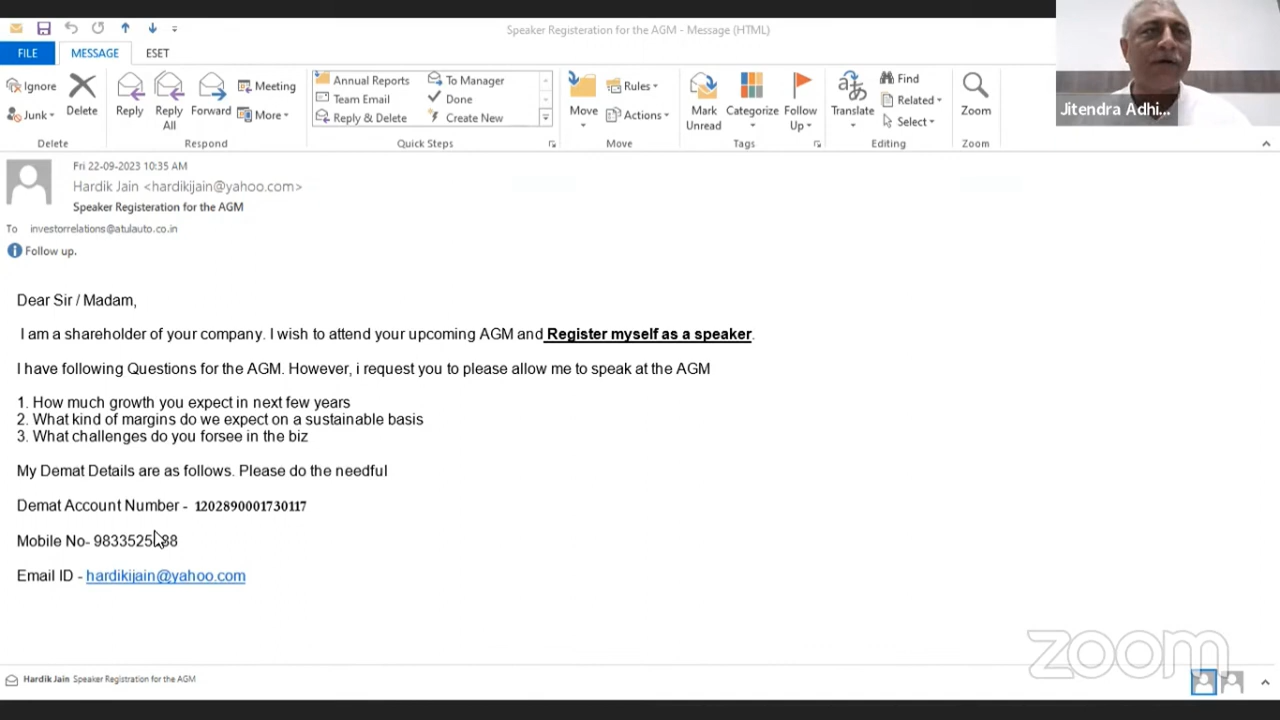 Speaker Registeration for the AGM - Message (HTML)
FILE MESSAGE ESET
Jitendra Adhi...
Ignore
Junk
Delete
Reply
Reply All
Forward
Meeting
More
Annual Reports
Team Email
Reply & Delete
To Manager
Done
Create New
Move
Rules
Actions
Mark Unread
Categorize
Follow Up
Translate
Find
Related
Select
Zoom
Delete Respond Quick Steps Move Tags Editing Zoom
Fri 22-09-2023 10:35 AM
Hardik Jain <hardikijain@yahoo.com>
Speaker Registeration for the AGM
To investorrelations@atulauto.co.in
Follow up.
Dear Sir / Madam,
I am a shareholder of your company. I wish to attend your upcoming AGM and Register myself as a speaker.
I have following Questions for the AGM. However, i request you to please allow me to speak at the AGM
1. How much growth you expect in next few years
2. What kind of margins do we expect on a sustainable basis
3. What challenges do you forsee in the biz
My Demat Details are as follows. Please do the needful
Demat Account Number - 1202890001730117
Mobile No-
Email ID - hardikijain@yahoo.com
zoom
Hardik Jain Speaker Registration for the AGM